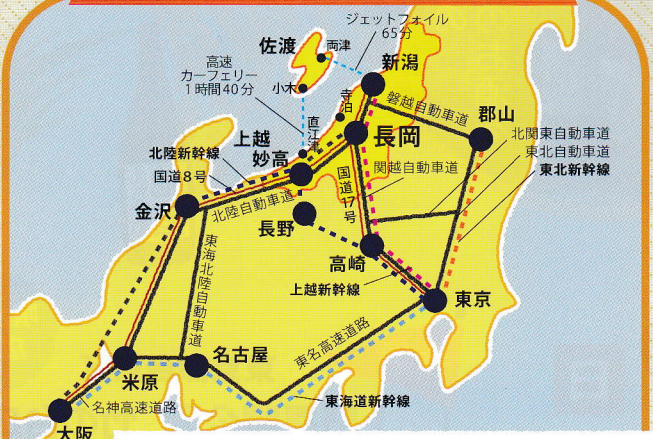 ジェットフォイル
65分
佐渡
両津
新潟
高速
カーフェリー
1時間40分
小木
寺泊
磐越自動車道
郡山
直江津
長岡
北関東自動車道
上越
妙高
東北自動車道
北陸新幹線
関越自動車道
東北新幹線
国道8号
国道17号
金沢
北陸自動車道
長野
高崎
東海北陸自動車道
上越新幹線
東京
東名高速道路
名古屋
米原
名神高速道路
東海道新幹線
大阪